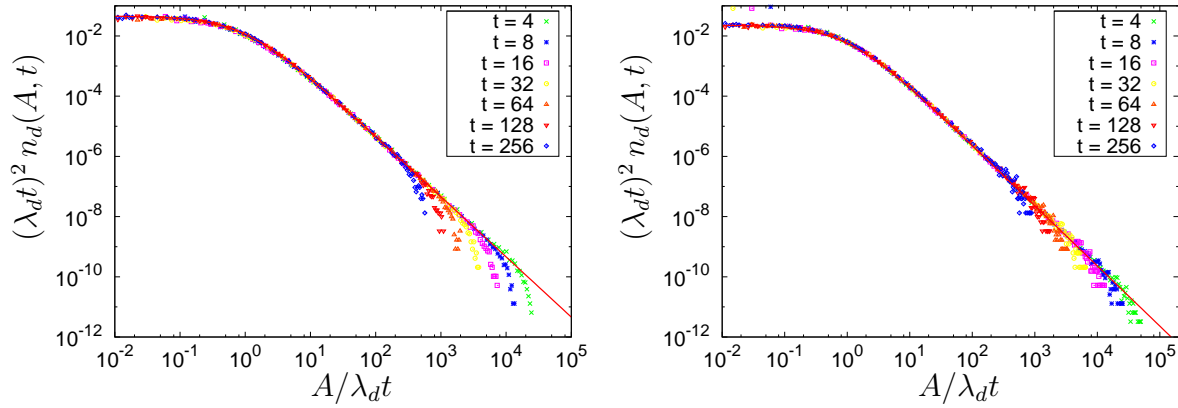 (λ_d t)² n_d(A, t)
10^-2
10^-4
10^-6
10^-8
10^-10
10^-12
t = 4
t = 8
t = 16
t = 32
t = 64
t = 128
t = 256
10^-2 10^-1 10^0 10^1 10^2 10^3 10^4 10^5
A/λ_d t
(λ_d t)² n_d(A, t)
10^-2
10^-4
10^-6
10^-8
10^-10
10^-12
t = 4
t = 8
t = 16
t = 32
t = 64
t = 128
t = 256
10^-2 10^-1 10^0 10^1 10^2 10^3 10^4 10^5
A/λ_d t